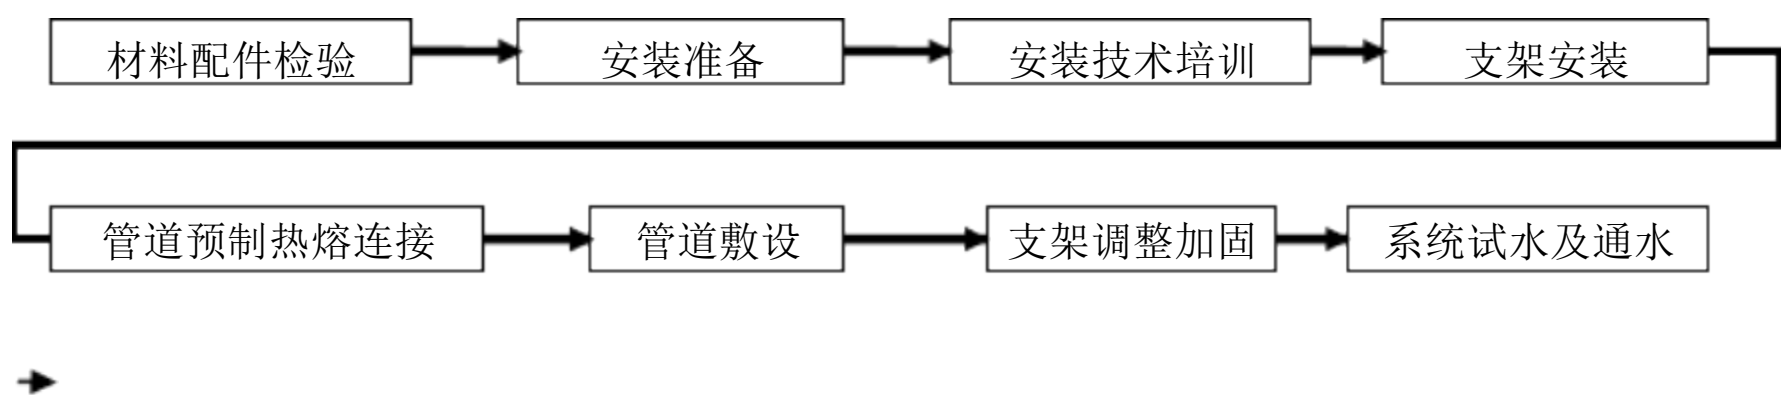 材料配件检验 安装准备 安装技术培训 支架安装
管道预制热熔连接 管道敷设 支架调整加固 系统试水及通水